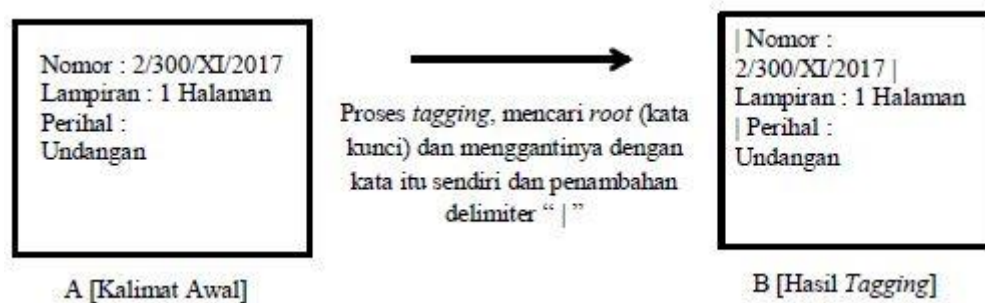 Nomor : 2/300/XI/2017
Lampiran : 1 Halaman
Perihal :
Undangan
A [Kalimat Awal]
Proses tagging, mencari root (kata
kunci) dan menggantinya dengan
kata itu sendiri dan penambahan
delimiter “ | ”
| Nomor :
2/300/XI/2017 |
Lampiran : 1 Halaman
| Perihal :
Undangan
B [Hasil Tagging]